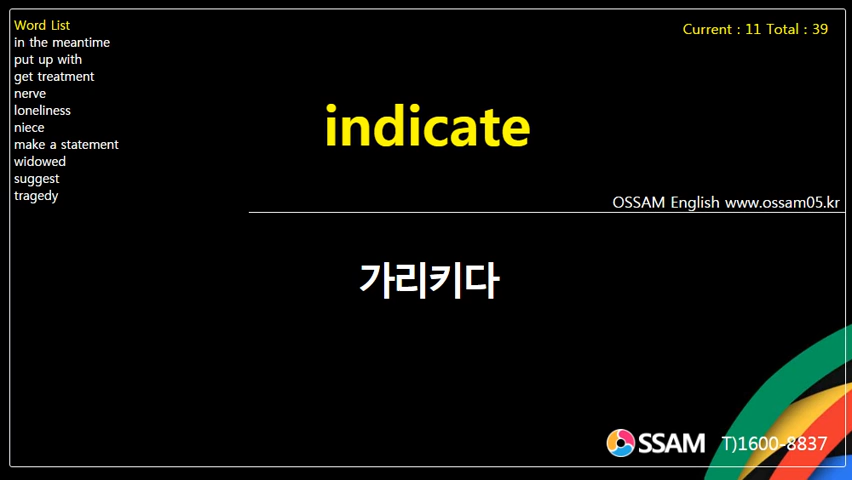 Word List
in the meantime
put up with
get treatment
nerve
loneliness
niece
make a statement
widowed
suggest
tragedy
Current : 11 Total : 39
indicate
OSSAM English www.ossam05.kr
가리키다
OSSAM T)1600-8837